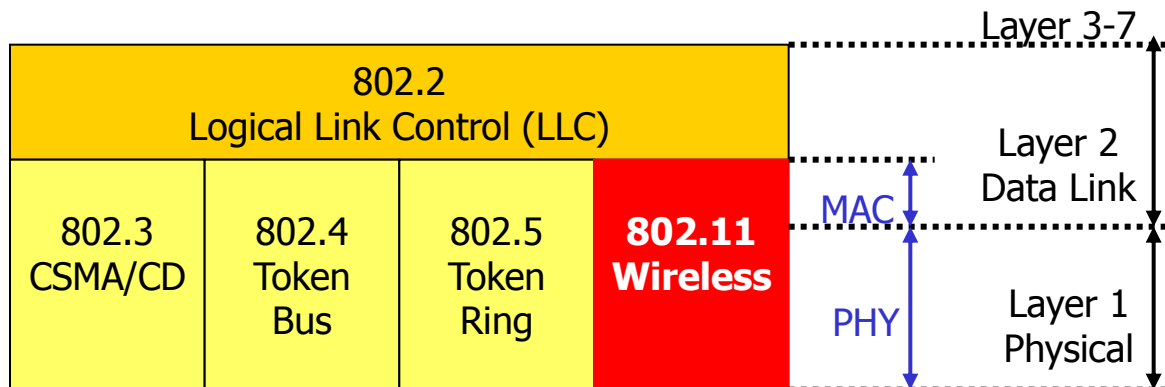 Layer 3-7
802.2
Logical Link Control (LLC)
Layer 2
Data Link
MAC
802.3
CSMA/CD
802.4
Token
Bus
802.5
Token
Ring
802.11
Wireless
PHY
Layer 1
Physical